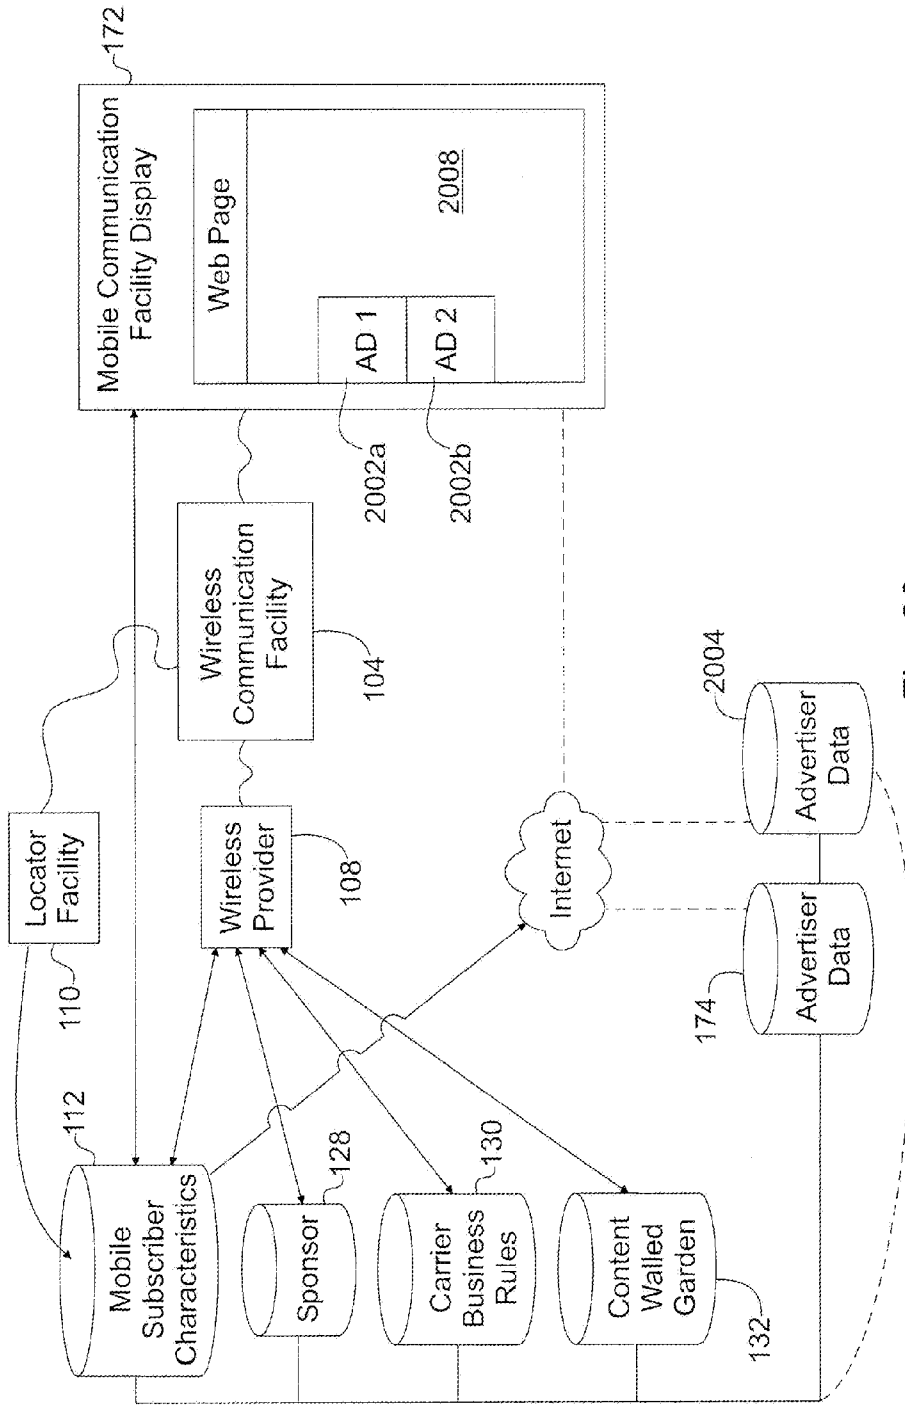 110
Locator
Facility
112
Mobile
Subscriber
Characteristics
Wireless
Provider
108
Wireless
Communication
Facility
104
Mobile Communication
Facility Display
172
Web Page
AD 1
AD 2
2008
2002a
2002b
Sponsor
128
Carrier
Business
Rules
130
Content
Walled
Garden
132
Internet
Advertiser
Data
174
Advertiser
Data
2004